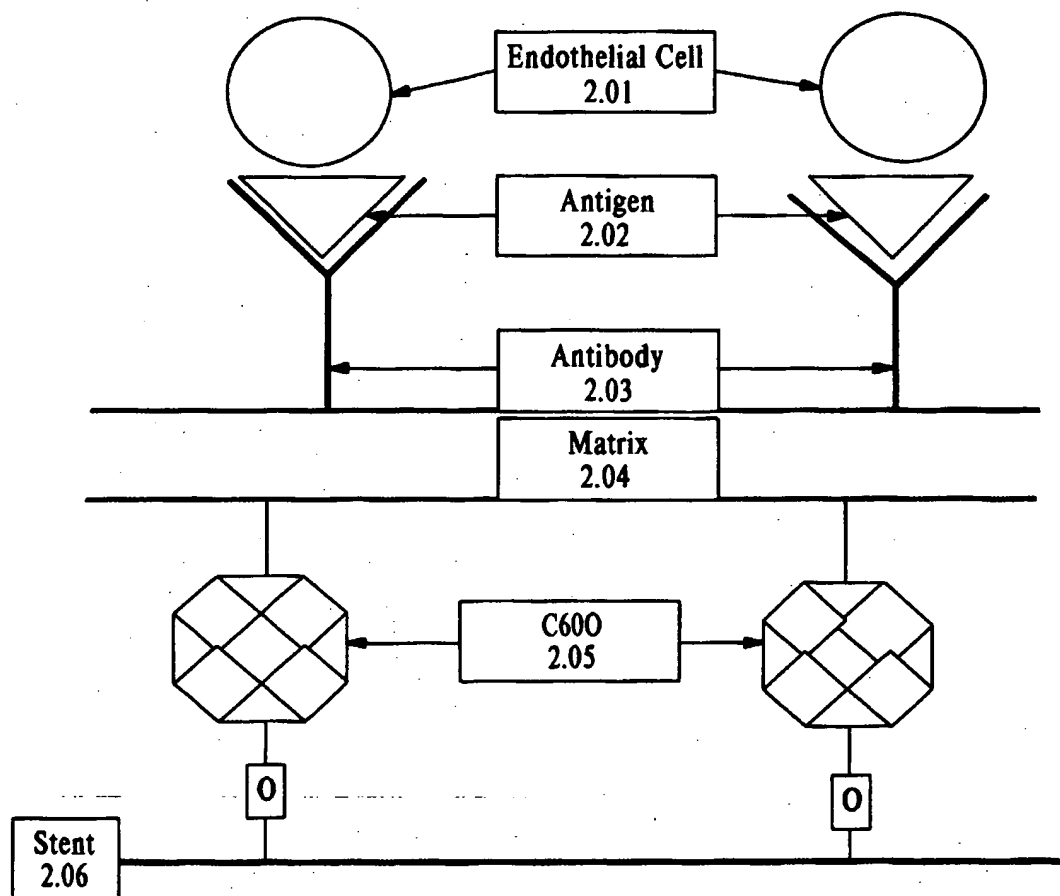 Endothelial Cell
2.01
Antigen
2.02
Antibody
2.03
Matrix
2.04
C60O
2.05
O
O
Stent
2.06